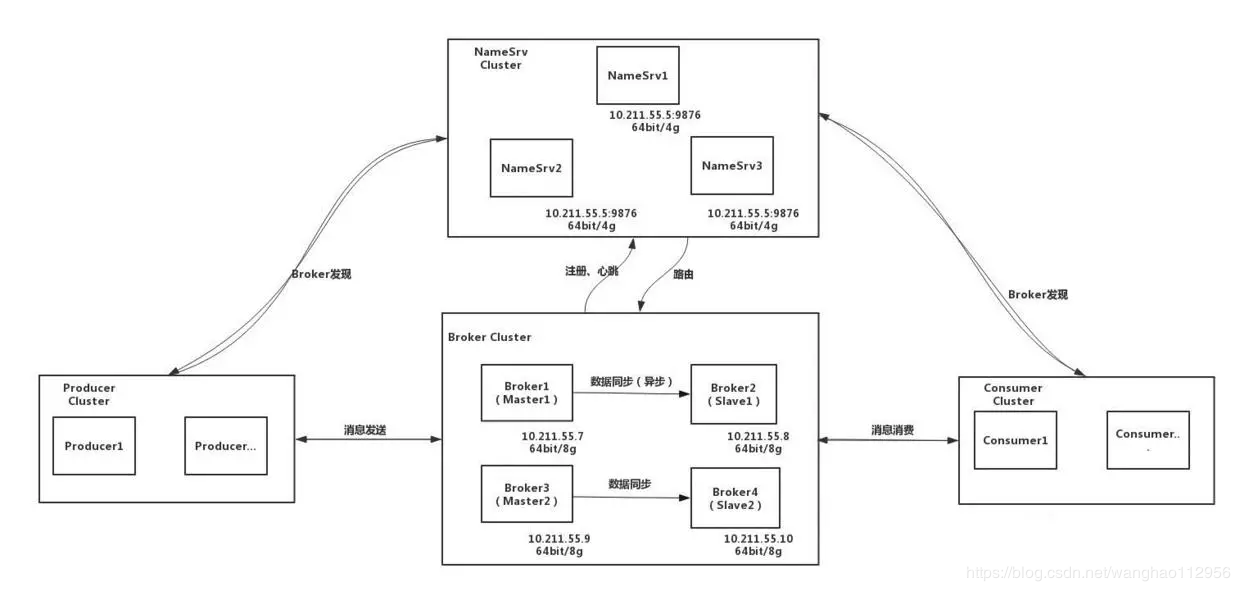 NameSrv
Cluster
NameSrv1
10.211.55.5:9876
64bit/4g
NameSrv2
NameSrv3
10.211.55.5:9876
64bit/4g
10.211.55.5:9876
64bit/4g
注册、心跳
路由
Broker发现
Broker发现
Broker Cluster
Broker1
（Master1）
数据同步（异步）
Broker2
（Slave1）
10.211.55.7
64bit/8g
10.211.55.8
64bit/8g
Broker3
（Master2）
数据同步
Broker4
（Slave2）
10.211.55.9
64bit/8g
10.211.55.10
64bit/8g
Producer
Cluster
Producer1
Producer...
消息发送
消息消费
Consumer
Cluster
Consumer1
Consumer..
.
https://blog.csdn.net/wanghao112956